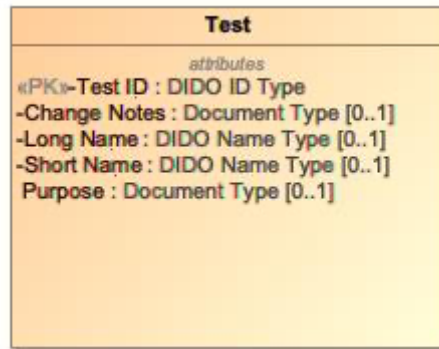 Test
attributes
«PK»-Test ID : DIDO ID Type
-Change Notes : Document Type [0..1]
-Long Name : DIDO Name Type [0..1]
-Short Name : DIDO Name Type [0..1]
Purpose : Document Type [0..1]